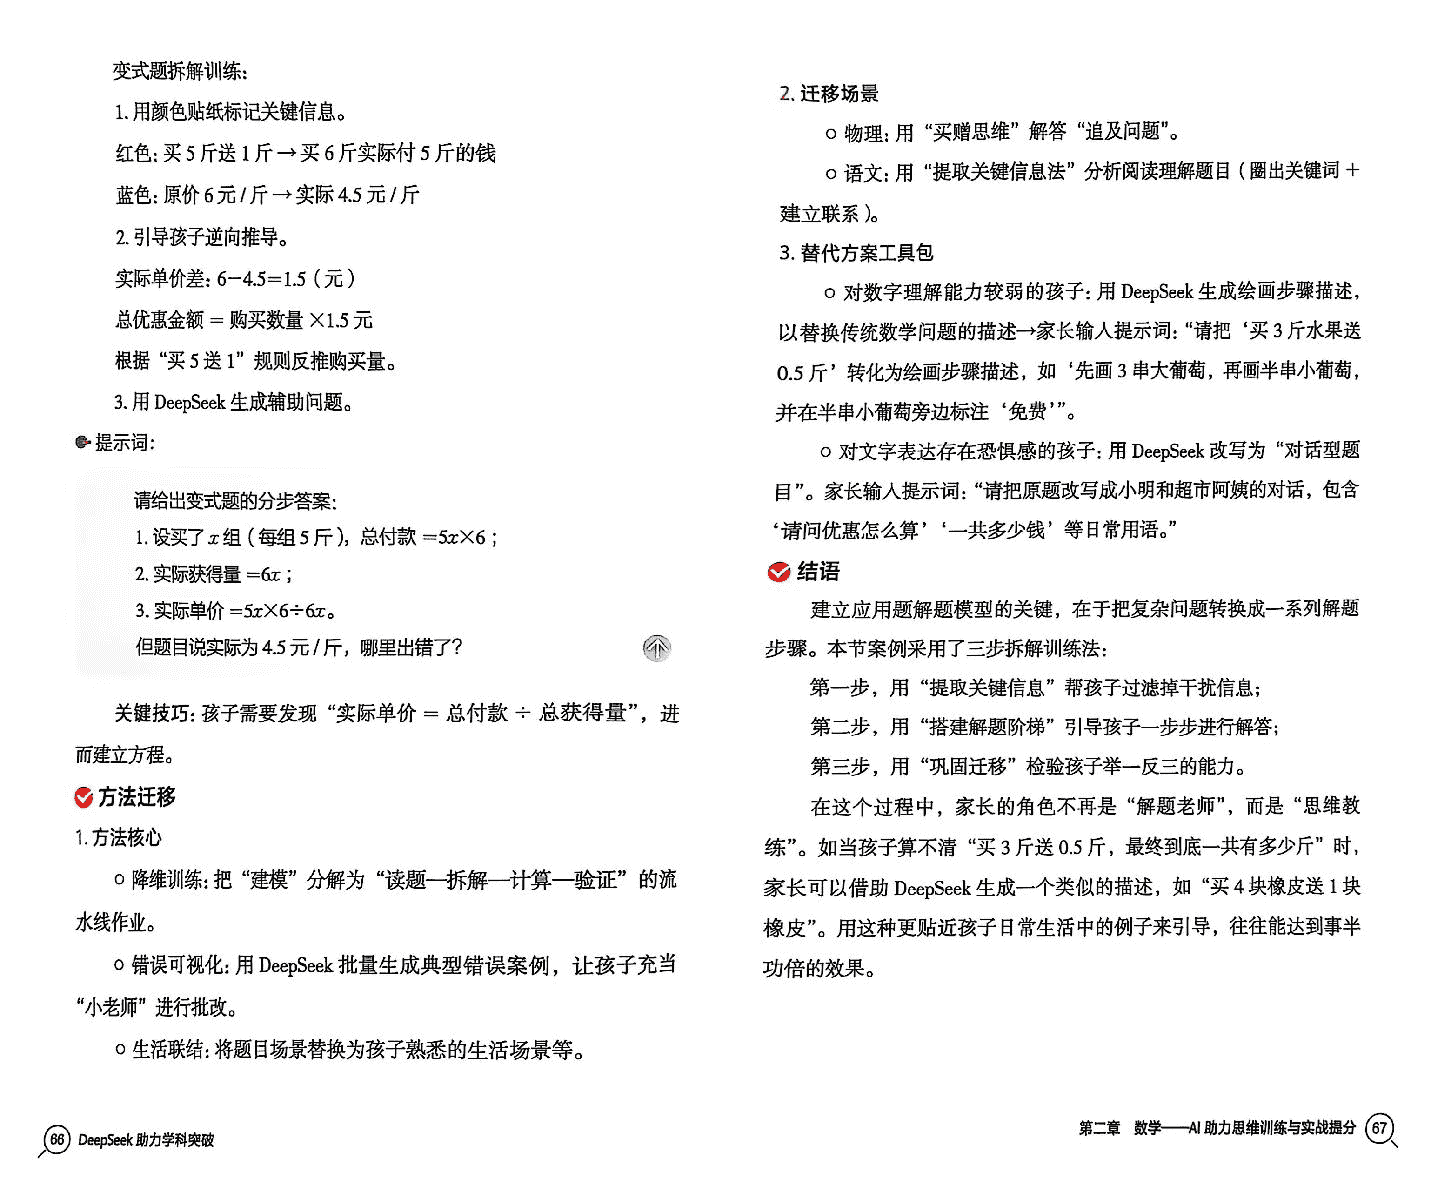 变式题拆解训练：
1. 用颜色贴纸标记关键信息。
红色：买 5 斤送 1 斤→买 6 斤实际付 5 斤的钱
蓝色：原价 6 元 / 斤→实际 4.5 元 / 斤
2. 引导孩子逆向推导。
实际单价差：6－4.5＝1.5（元）
总优惠金额 ＝ 购买数量 ×1.5 元
根据“买 5 送 1”规则反推购买量。
3. 用 DeepSeek 生成辅助问题。
提示词：
请给出变式题的分步答案：
1. 设买了 x 组（每组 5 斤），总付款 =5x×6；
2. 实际获得量 =6x；
3. 实际单价 =5x×6÷6x。
但题目说实际为 4.5 元 / 斤，哪里出错了？
关键技巧：孩子需要发现“实际单价 = 总付款 ÷ 总获得量”，进
而建立方程。
方法迁移
1. 方法核心
○ 降维训练：把“建模”分解为“读题—拆解—计算—验证”的流
水线作业。
○ 错误可视化：用 DeepSeek 批量生成典型错误案例，让孩子充当
“小老师”进行批改。
○ 生活联结：将题目场景替换为孩子熟悉的生活场景等。
66 DeepSeek 助力学科突破
2. 迁移场景
○ 物理：用“买赠思维”解答“追及问题”。
○ 语文：用“提取关键信息法”分析阅读理解题目（圈出关键词＋
建立联系）。
3. 替代方案工具包
○ 对数字理解能力较弱的孩子：用 DeepSeek 生成绘画步骤描述，
以替换传统数学问题的描述→家长输入提示词：“请把‘买 3 斤水果送
0.5 斤’转化为绘画步骤描述，如‘先画 3 串大葡萄，再画半串小葡萄，
并在半串小葡萄旁边标注‘免费’”。
○ 对文字表达存在恐惧感的孩子：用 DeepSeek 改写为“对话型题
目”。家长输入提示词：“请把原题改写成小明和超市阿姨的对话，包含
‘请问优惠怎么算’‘一共多少钱’等日常用语。”
结语
建立应用题解题模型的关键，在于把复杂问题转换成一系列解题
步骤。本节案例采用了三步拆解训练法：
第一步，用“提取关键信息”帮孩子过滤掉干扰信息；
第二步，用“搭建解题阶梯”引导孩子一步步进行解答；
第三步，用“巩固迁移”检验孩子举一反三的能力。
在这个过程中，家长的角色不再是“解题老师”，而是“思维教
练”。如当孩子算不清“买 3 斤送 0.5 斤，最终到底一共有多少斤”时，
家长可以借助 DeepSeek 生成一个类似的描述，如“买 4 块橡皮送 1 块
橡皮”。用这种更贴近孩子日常生活中的例子来引导，往往能达到事半
功倍的效果。
第二章 数学——AI 助力思维训练与实战提分 67